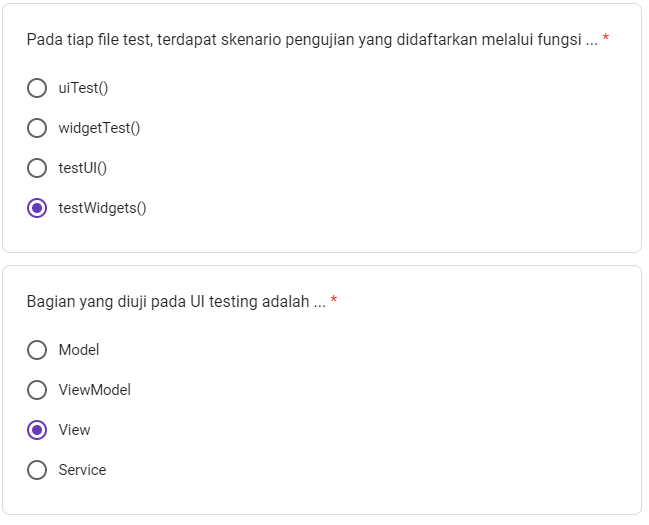 Pada tiap file test, terdapat skenario pengujian yang didaftarkan melalui fungsi ... *
uiTest()
widgetTest()
testUI()
testWidgets()
Bagian yang diuji pada UI testing adalah ... *
Model
ViewModel
View
Service